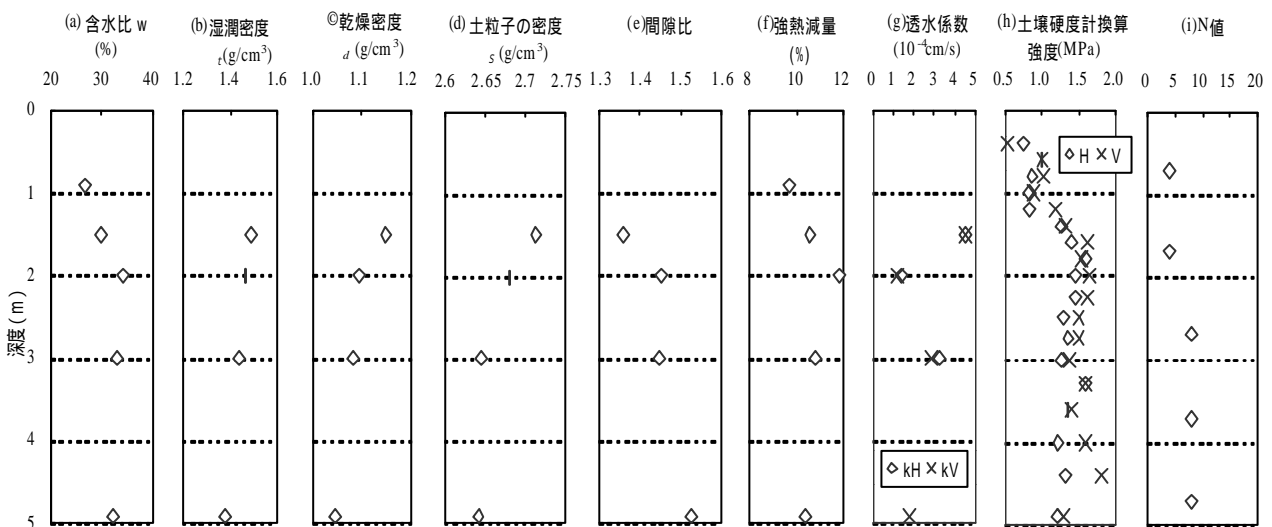 (a) 含水比 w
(%)
20 30 40
(b) 湿潤密度
t(g/cm³)
1.2 1.4 1.6
©乾燥密度
d (g/cm³)
1.0 1.1 1.2
(d) 土粒子の密度
S (g/cm³)
2.6 2.65 2.7 2.75
(e)間隙比
1.3 1.4 1.5 1.6
(f)強熱減量
(%)
8 10 12
(g)透水係数
(10⁻⁴cm/s)
0 1 2 3 4 5
(h)土壌硬度計換算
強度(MPa)
0.5 1.0 1.5 2.0
(i)N値
0 5 10 15 20
深度(m)
0
1
2
3
4
5
H V
kH kV